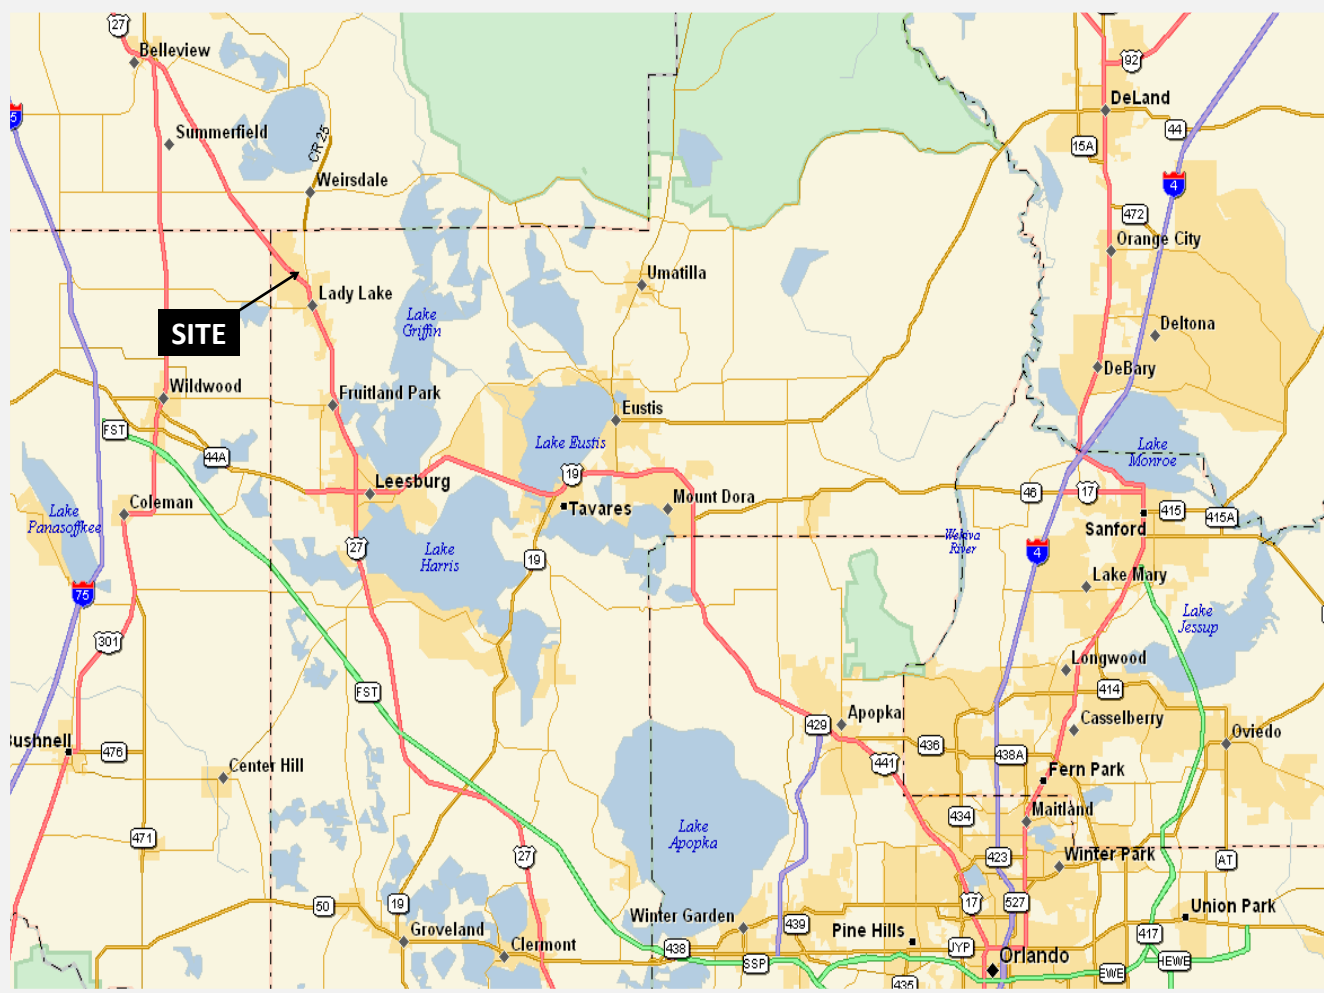 27
Belleview
92
DeLand
5
44
Summerfield
CR 25
15A
Weirsdale
4
472
Orange City
Umatilla
Lady Lake
Lake
Griffin
SITE
Deltona
DeBary
Wildwood
Fruitland Park
Eustis
FST
Lake Eustis
Lake
Monroe
44A
19
Leesburg
Mount Dora
46
17
Coleman
Tavares
415
415A
Lake
Panasoffkee
Sanford
Wekiva
River
27
Lake
Harris
19
4
Lake Mary
75
Lake
Jessup
301
Longwood
FST
414
Apopka
Casselberry
429
Bushnell
476
436
438A
Oviedo
Center Hill
441
Fern Park
434
Maitland
Lake
Apopka
471
27
423
Winter Park
AT
50
19
17
527
Union Park
Winter Garden
439
Groveland
Pine Hills
417
Clermont
438
JYP
Orlando
SSP
EWE
HEWE
435